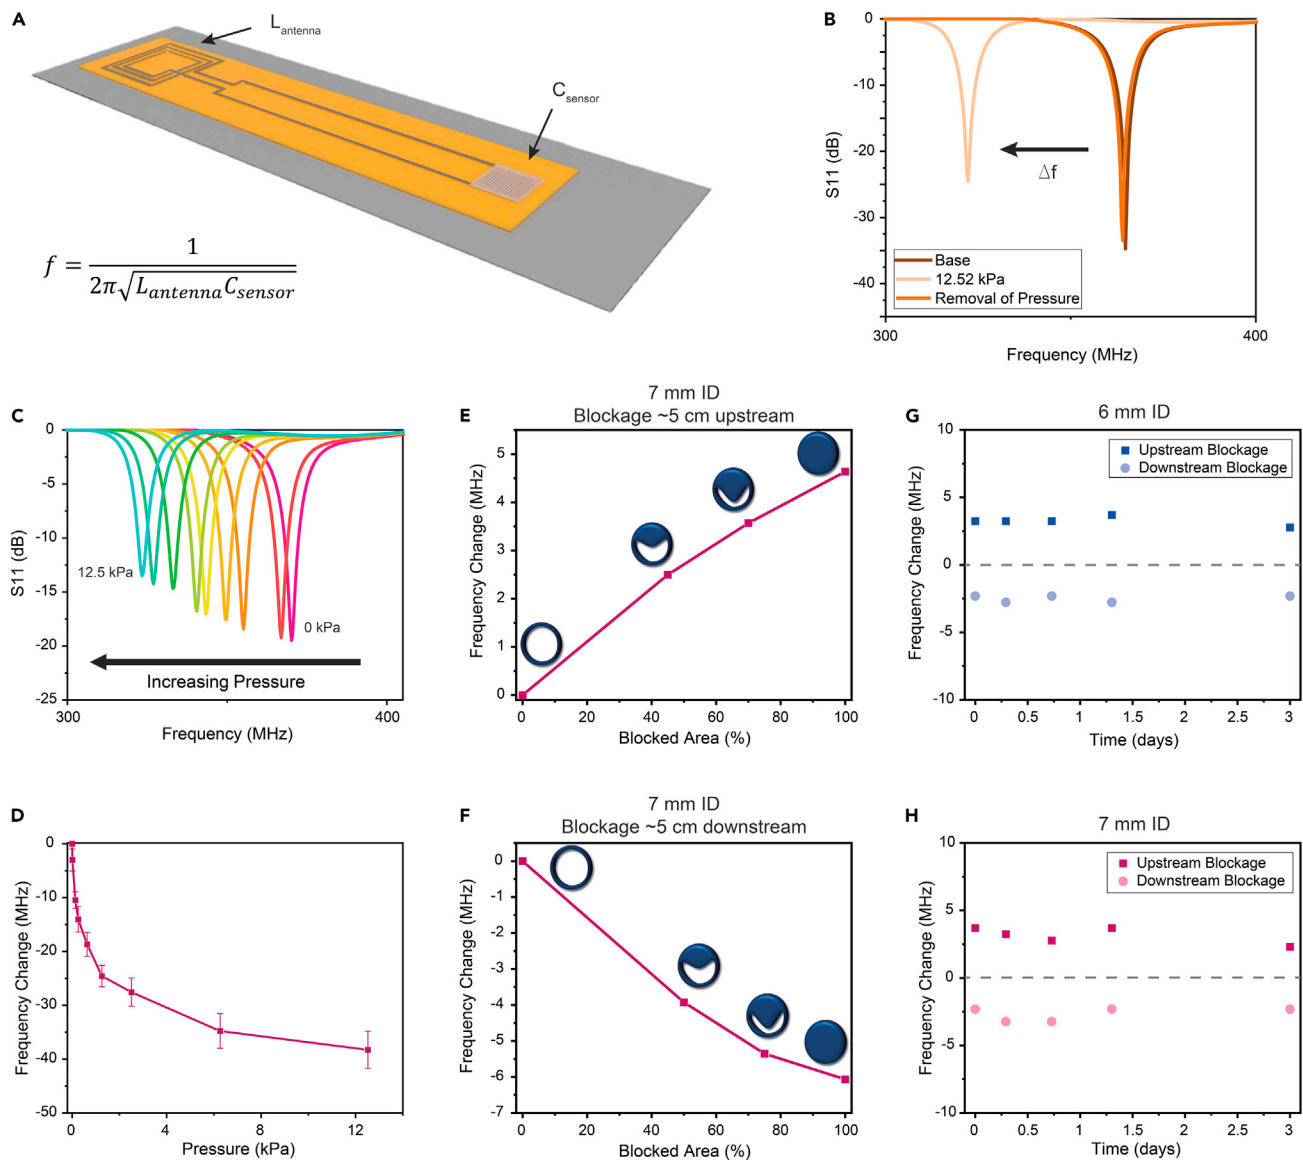 A
L_antenna
C_sensor
f = 1 / 2π√(L_antenna C_sensor)
B
0
-10
-20
-30
-40
S11 (dB)
Δf
Base
12.52 kPa
Removal of Pressure
300
400
Frequency (MHz)
C
0
-5
-10
-15
-20
-25
S11 (dB)
12.5 kPa
0 kPa
Increasing Pressure
300
400
Frequency (MHz)
E
7 mm ID
Blockage ~5 cm upstream
5
4
3
2
1
0
Frequency Change (MHz)
0 20 40 60 80 100
Blocked Area (%)
G
6 mm ID
10
5
0
-5
-10
Frequency Change (MHz)
Upstream Blockage
Downstream Blockage
0 0.5 1 1.5 2 2.5 3
Time (days)
D
0
-10
-20
-30
-40
-50
Frequency Change (MHz)
0 4 8 12
Pressure (kPa)
F
7 mm ID
Blockage ~5 cm downstream
0
-1
-2
-3
-4
-5
-6
-7
Frequency Change (MHz)
0 20 40 60 80 100
Blocked Area (%)
H
7 mm ID
10
5
0
-5
-10
Frequency Change (MHz)
Upstream Blockage
Downstream Blockage
0 0.5 1 1.5 2 2.5 3
Time (days)